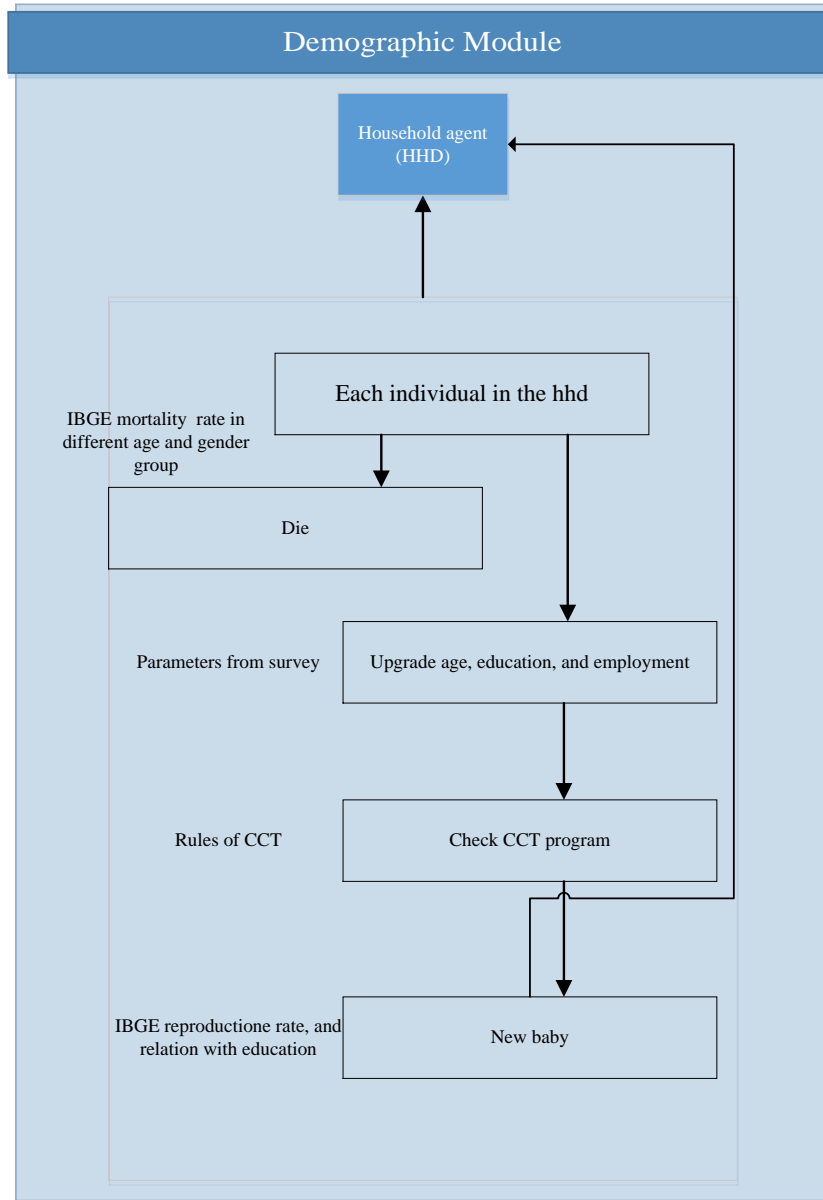 Demographic Module
Household agent
(HHD)
Each individual in the hhd
IBGE mortality rate in
different age and gender
group
Die
Parameters from survey
Upgrade age, education, and employment
Rules of CCT
Check CCT program
IBGE reproductione rate, and
relation with education
New baby